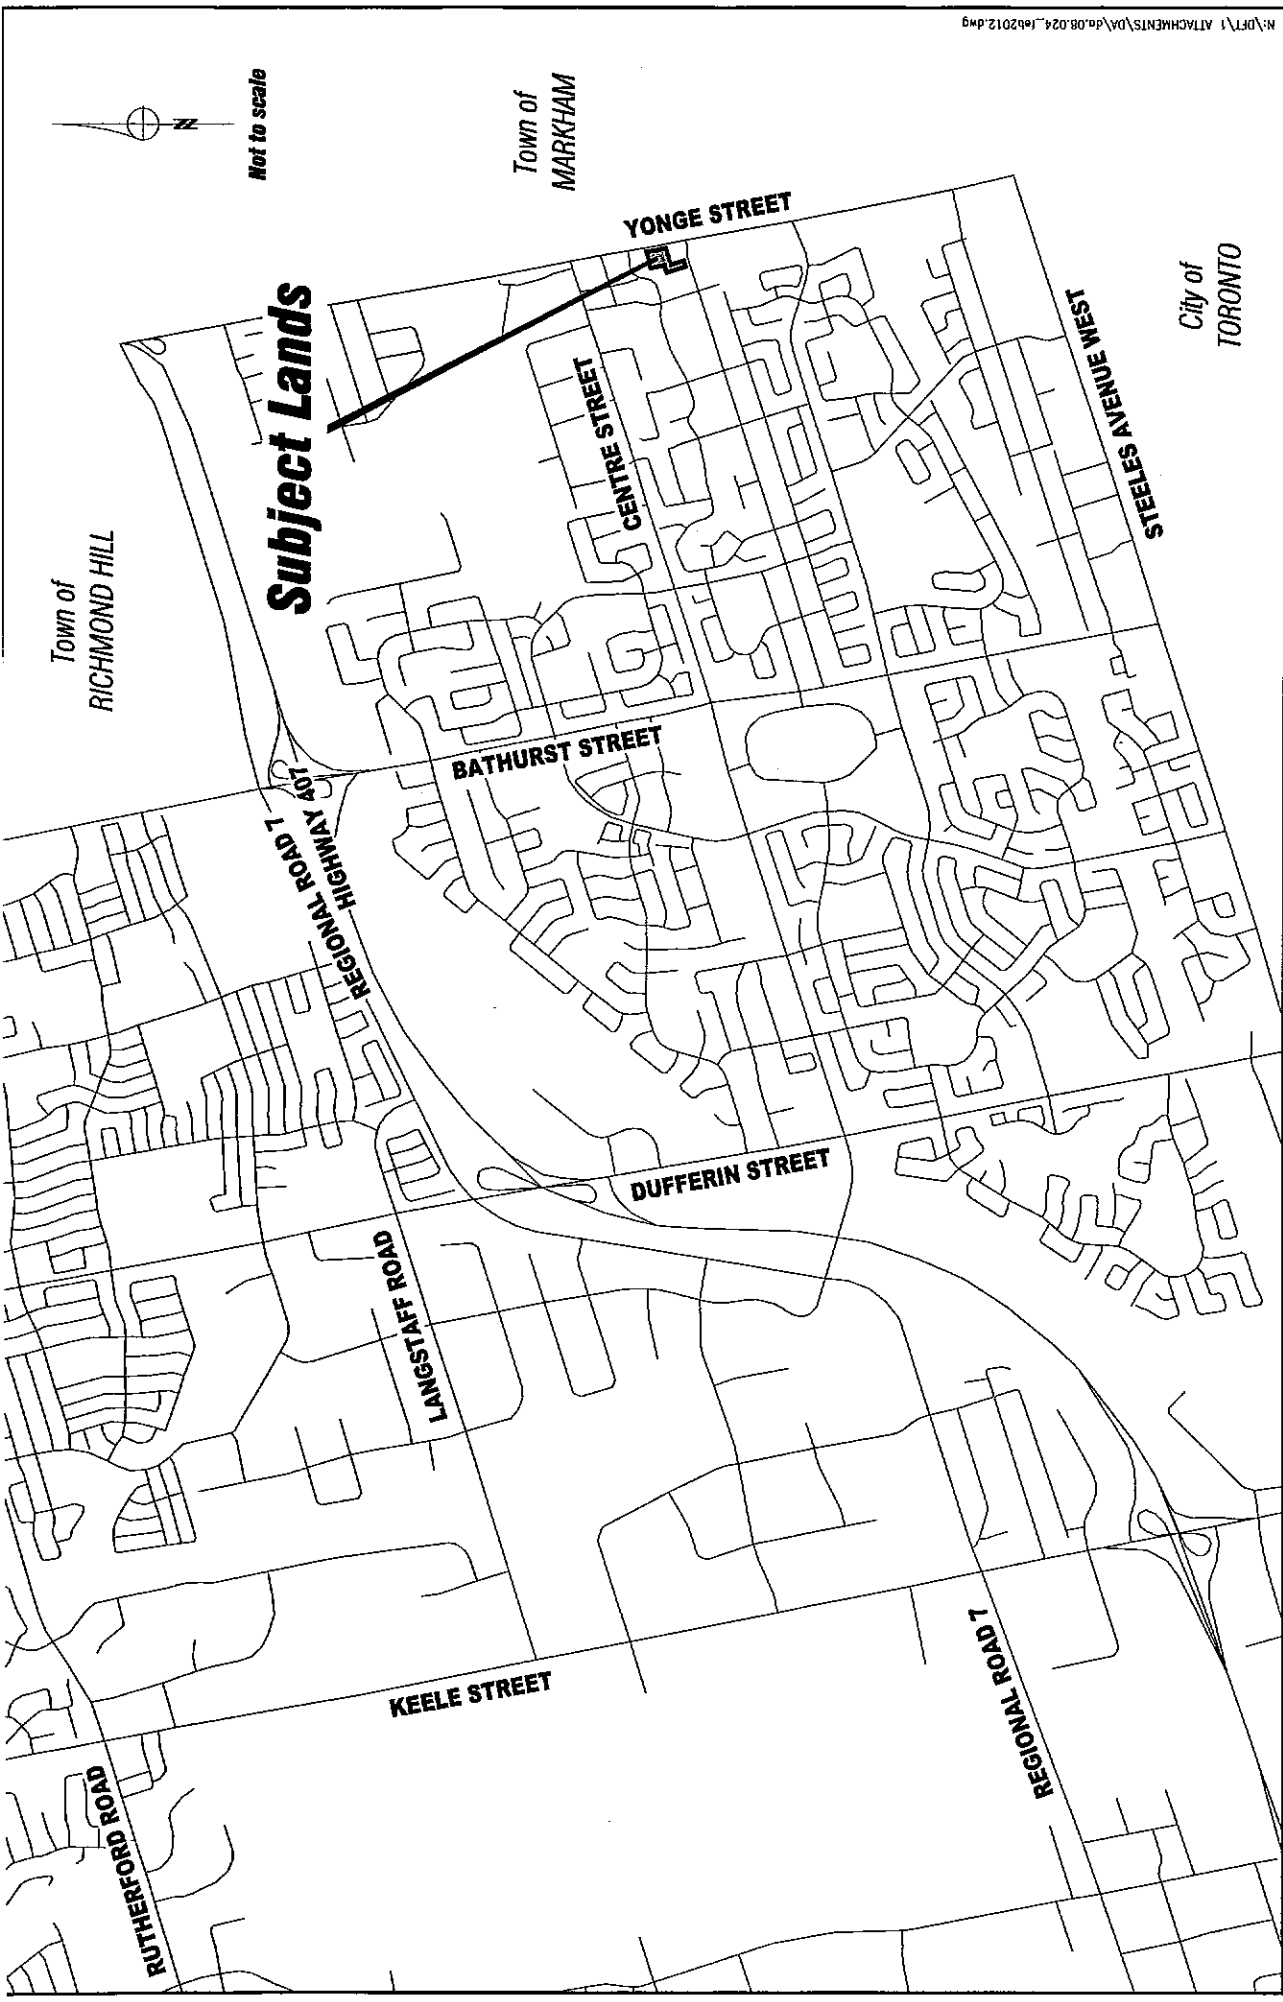 N:/DFT/1 ATTACHMENTS/DA/da.08.024_feb2012.dwg
N
Not to scale
Town of
MARKHAM
Town of
RICHMOND HILL
Subject Lands
YONGE STREET
CENTRE STREET
STEELES AVENUE WEST
City of
TORONTO
BATHURST STREET
REGIONAL ROAD 7
HIGHWAY 407
DUFFERIN STREET
LANGSTAFF ROAD
KEELE STREET
REGIONAL ROAD 7
RUTHERFORD ROAD